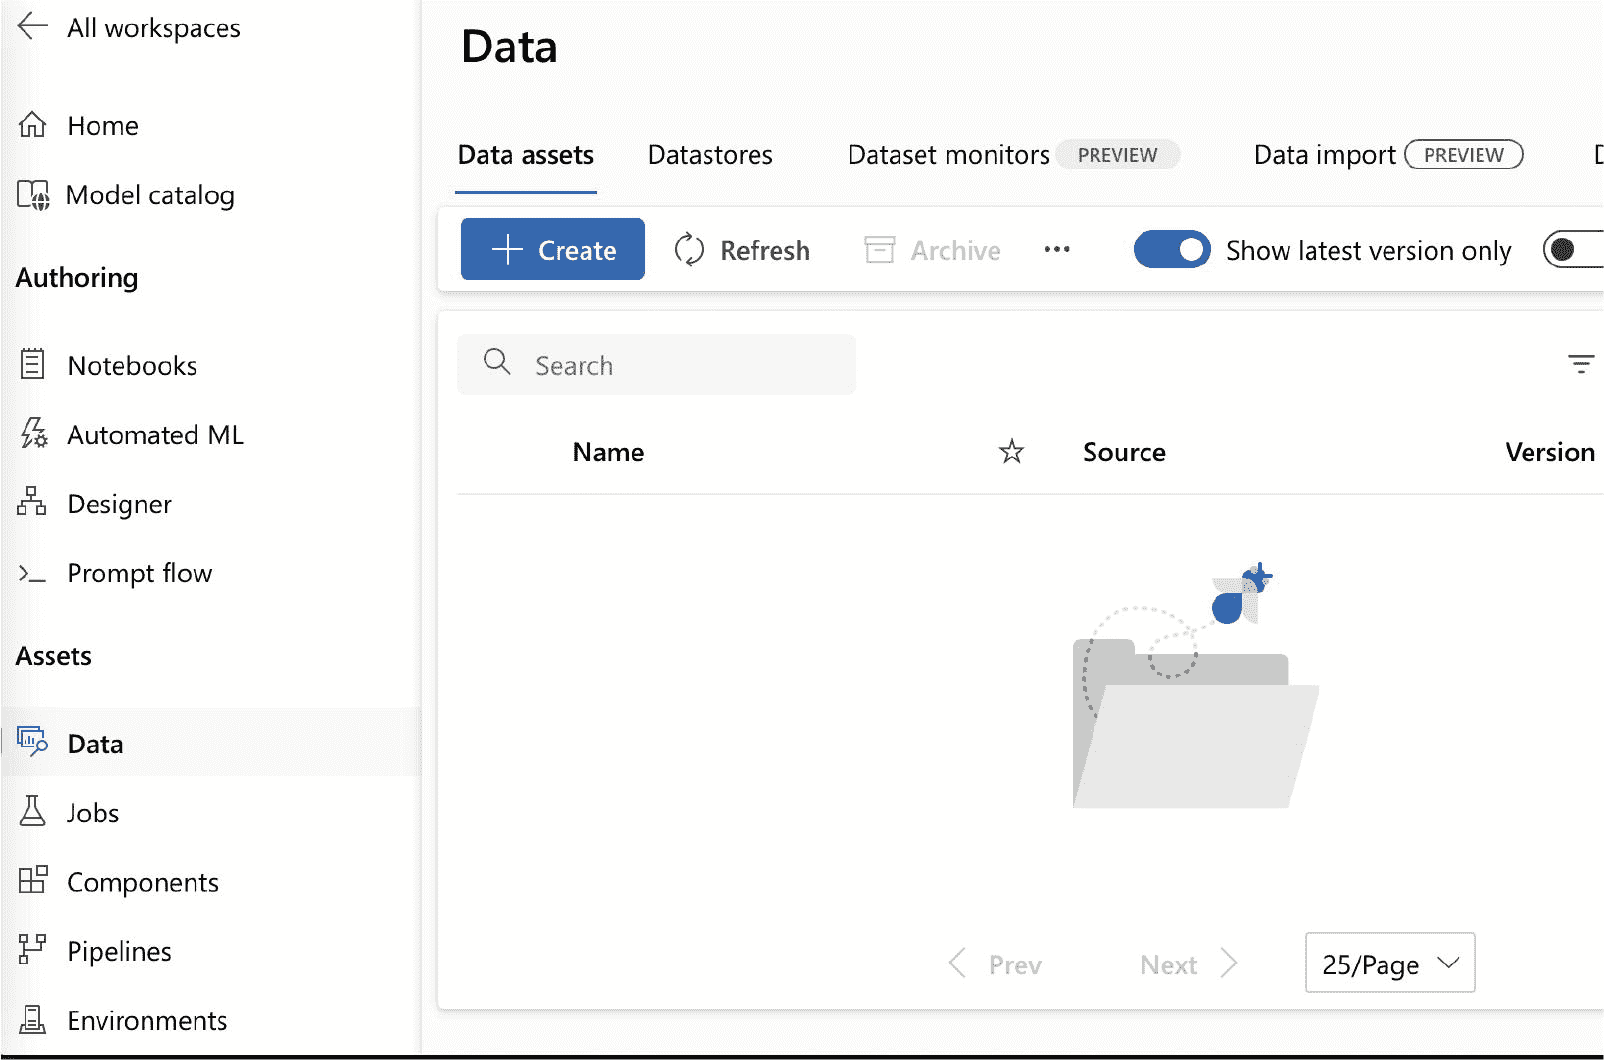 All workspaces
Home
Model catalog
Authoring
Notebooks
Automated ML
Designer
Prompt flow
Assets
Data
Jobs
Components
Pipelines
Environments
Data
Data assets Datastores Dataset monitors PREVIEW Data import PREVIEW
Create Refresh Archive ••• Show latest version only
Search
Name Source Version
Prev Next 25/Page